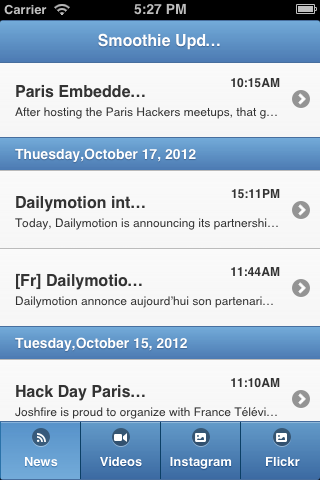 Carrier 5:27 PM
Smoothie Upd...
10:15AM
Paris Embedde...
After hosting the Paris Hackers meetups, that g...
Thuesday,October 17, 2012
15:11PM
Dailymotion int...
Today, Dailymotion is announcing its partnershi...
11:44AM
[Fr] Dailymotio...
Dailymotion annonce aujourd'hui son partenari...
Tuesday,October 15, 2012
11:10AM
Hack Day Paris...
Joshfire is proud to organize with France Télévi...
News Videos Instagram Flickr